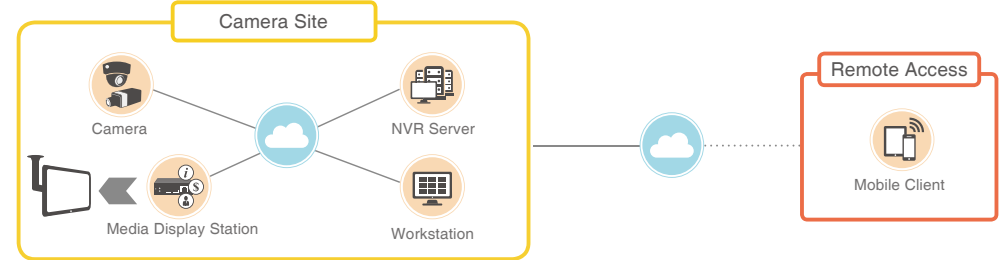 Camera Site
Remote Access
Camera
NVR Server
Mobile Client
i
$
Media Display Station
Workstation